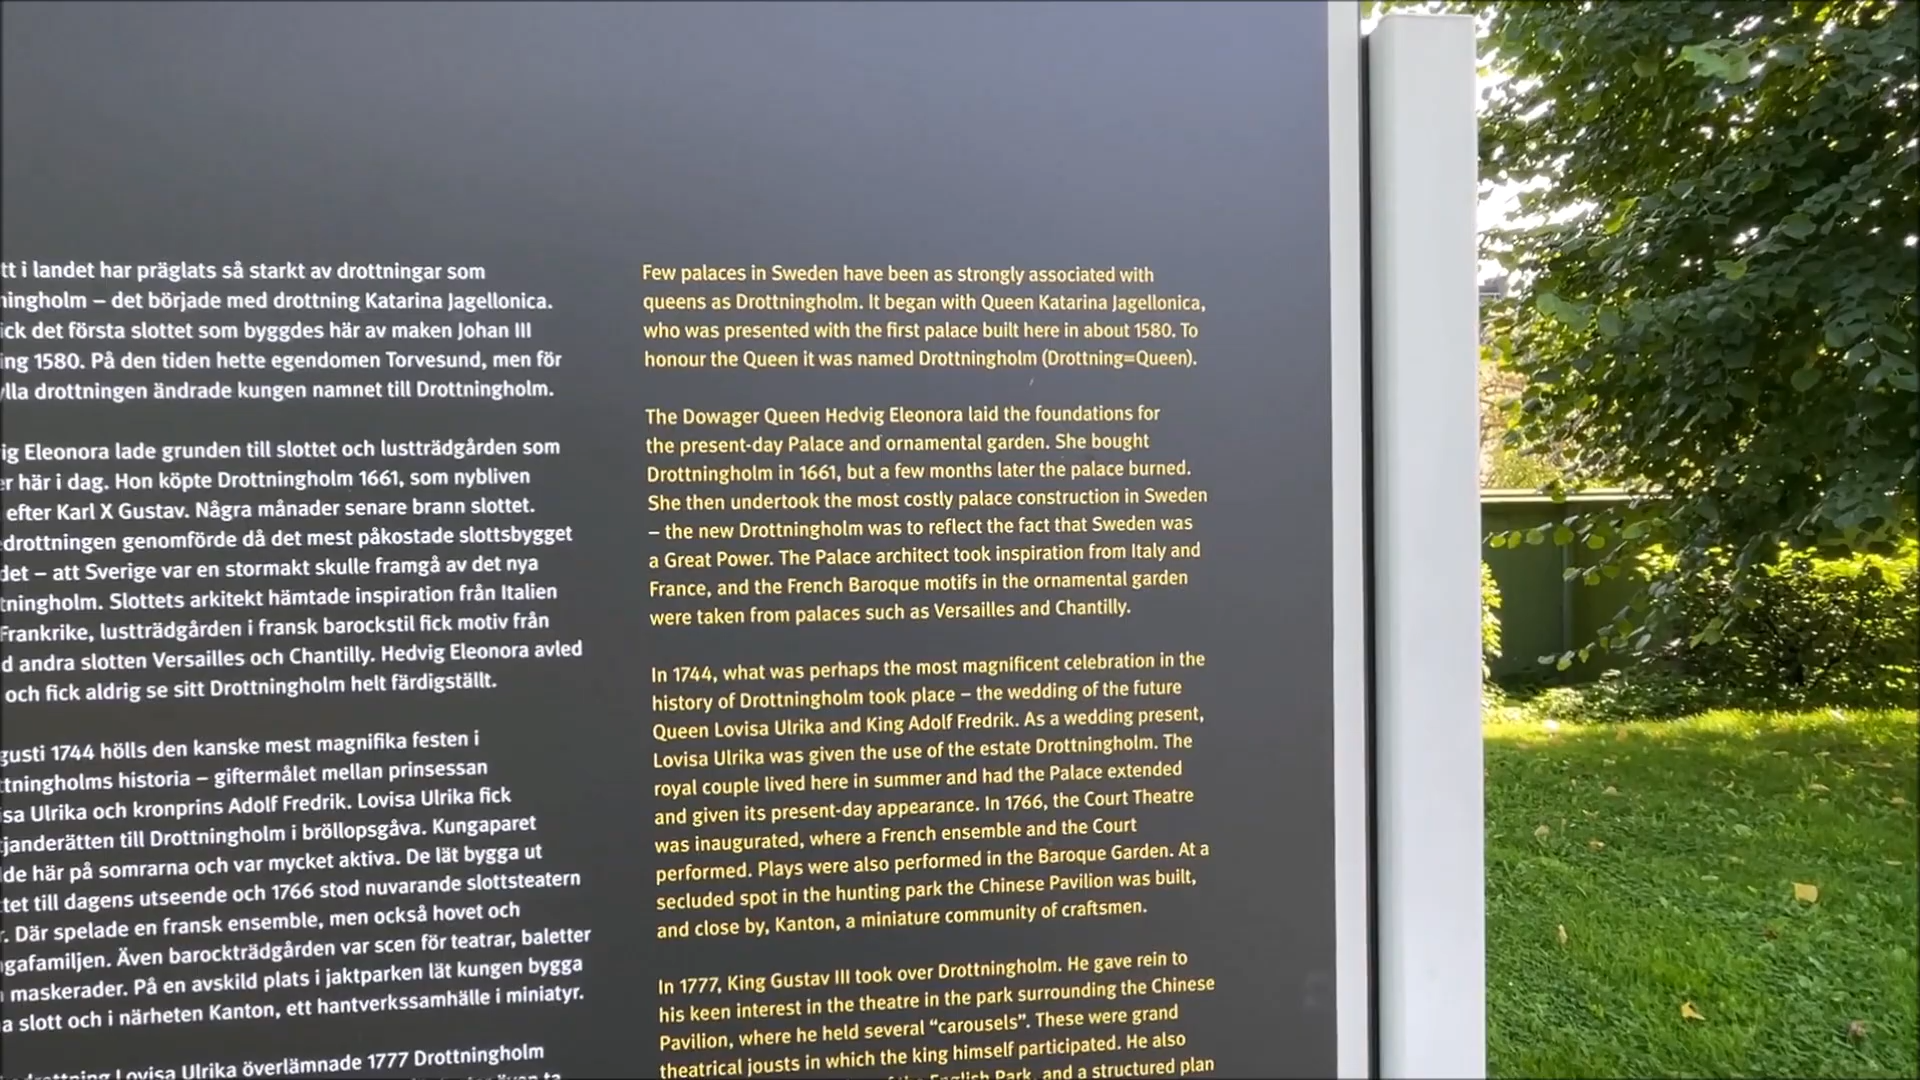 tt i landet har präglats så starkt av drottningar som
ningholm – det började med drottning Katarina Jagellonica.
ick det första slottet som byggdes här av maken Johan III
ing 1580. På den tiden hette egendomen Torvesund, men för
ylla drottningen ändrade kungen namnet till Drottningholm.
ig Eleonora lade grunden till slottet och lustträdgården som
er här i dag. Hon köpte Drottningholm 1661, som nybliven
efter Karl X Gustav. Några månader senare brann slottet.
edrottningen genomförde då det mest påkostade slottsbygget
det – att Sverige var en stormakt skulle framgå av det nya
tningholm. Slottets arkitekt hämtade inspiration från Italien
Frankrike, lustträdgården i fransk barockstil fick motiv från
d andra slotten Versailles och Chantilly. Hedvig Eleonora avled
och fick aldrig se sitt Drottningholm helt färdigställt.
gusti 1744 hölls den kanske mest magnifika festen i
ttningholms historia – giftermålet mellan prinsessan
isa Ulrika och kronprins Adolf Fredrik. Lovisa Ulrika fick
tjanderätten till Drottningholm i bröllopsgåva. Kungaparet
de här på somrarna och var mycket aktiva. De lät bygga ut
tet till dagens utseende och 1766 stod nuvarande slottsteatern
r. Där spelade en fransk ensemble, men också hovet och
gafamiljen. Även barockträdgården var scen för teatrar, baletter
maskerader. På en avskild plats i jaktparken lät kungen bygga
a slott och i närheten Kanton, ett hantverkssamhälle i miniatyr.
Lovisa Ulrika överlämnade 1777 Drottningholm
Few palaces in Sweden have been as strongly associated with
queens as Drottningholm. It began with Queen Katarina Jagellonica,
who was presented with the first palace built here in about 1580. To
honour the Queen it was named Drottningholm (Drottning=Queen).
The Dowager Queen Hedvig Eleonora laid the foundations for
the present-day Palace and ornamental garden. She bought
Drottningholm in 1661, but a few months later the palace burned.
She then undertook the most costly palace construction in Sweden
– the new Drottningholm was to reflect the fact that Sweden was
a Great Power. The Palace architect took inspiration from Italy and
France, and the French Baroque motifs in the ornamental garden
were taken from palaces such as Versailles and Chantilly.
In 1744, what was perhaps the most magnificent celebration in the
history of Drottningholm took place – the wedding of the future
Queen Lovisa Ulrika and King Adolf Fredrik. As a wedding present,
Lovisa Ulrika was given the use of the estate Drottningholm. The
royal couple lived here in summer and had the Palace extended
and given its present-day appearance. In 1766, the Court Theatre
was inaugurated, where a French ensemble and the Court
performed. Plays were also performed in the Baroque Garden. At a
secluded spot in the hunting park the Chinese Pavilion was built,
and close by, Kanton, a miniature community of craftsmen.
In 1777, King Gustav III took over Drottningholm. He gave rein to
his keen interest in the theatre in the park surrounding the Chinese
Pavilion, where he held several “carousels”. These were grand
theatrical jousts in which the king himself participated. He also
English Park, and a structured plan